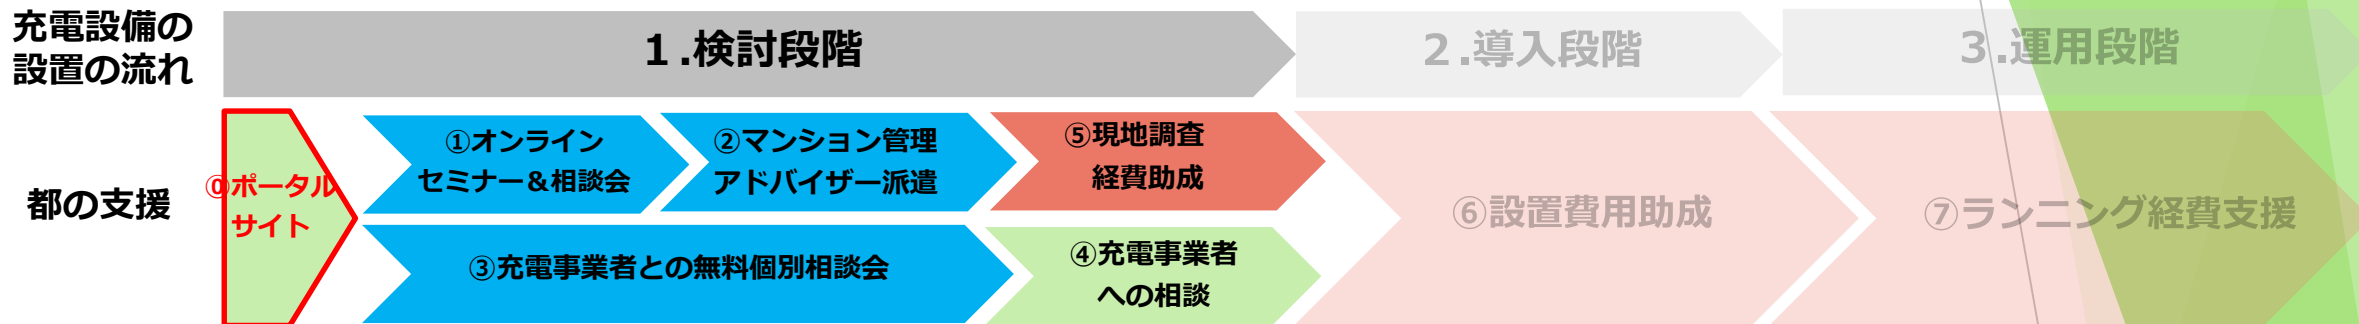 充電設備の
設置の流れ
１.検討段階
２.導入段階
３.運用段階
都の支援
⓪ポータル
サイト
①オンライン
セミナー＆相談会
②マンション管理
アドバイザー派遣
⑤現地調査
経費助成
③充電事業者との無料個別相談会
④充電事業者
への相談
⑥設置費用助成
⑦ランニング経費支援